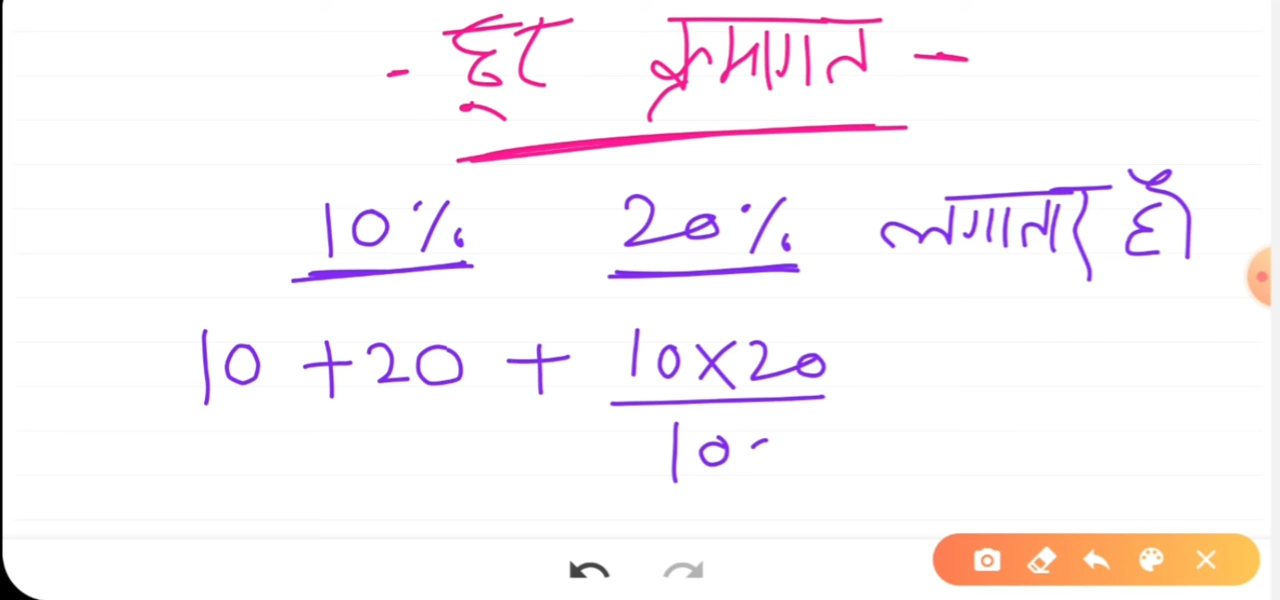 - छूट क्रमागत -
10% 20% लगातार है
10 + 20 + 10×20
10